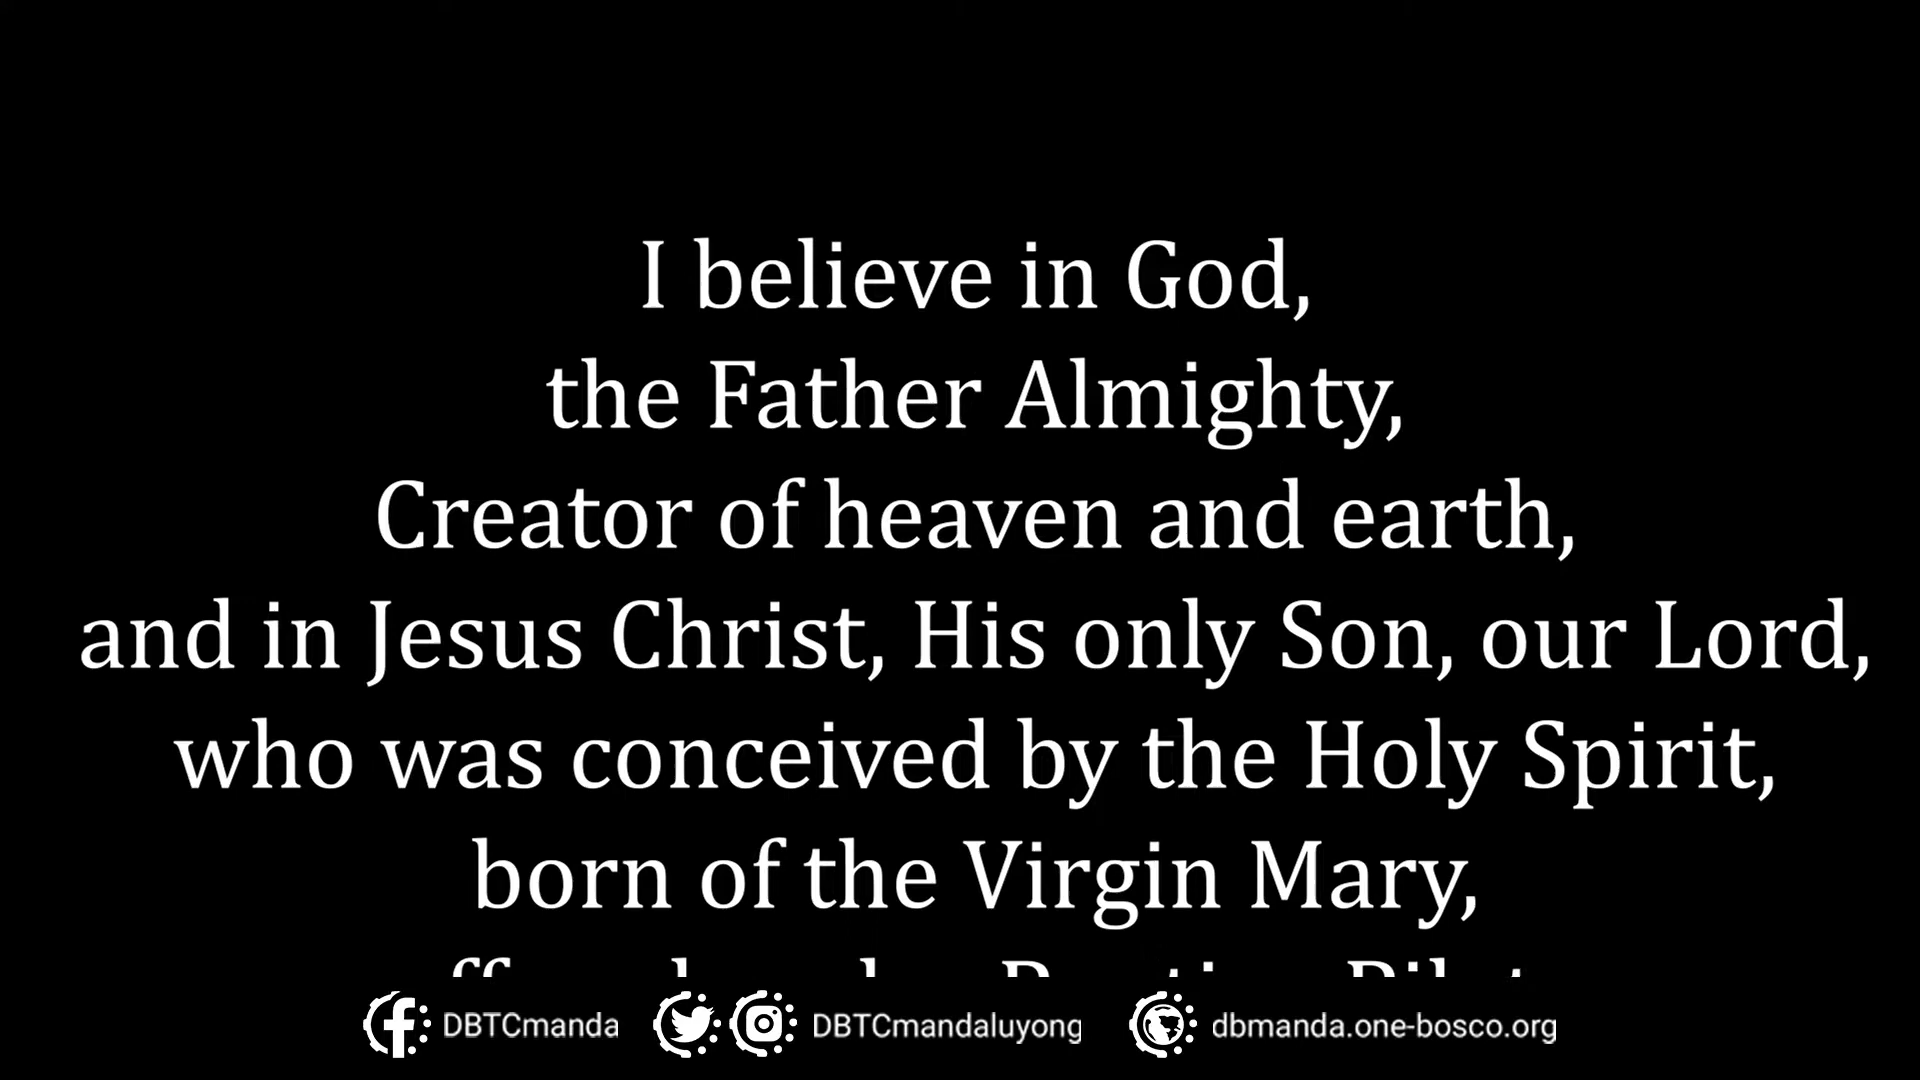 I believe in God,
the Father Almighty,
Creator of heaven and earth,
and in Jesus Christ, His only Son, our Lord,
who was conceived by the Holy Spirit,
born of the Virgin Mary,
DBTCmanda DBTCmandaluyong dbmanda.one-bosco.org